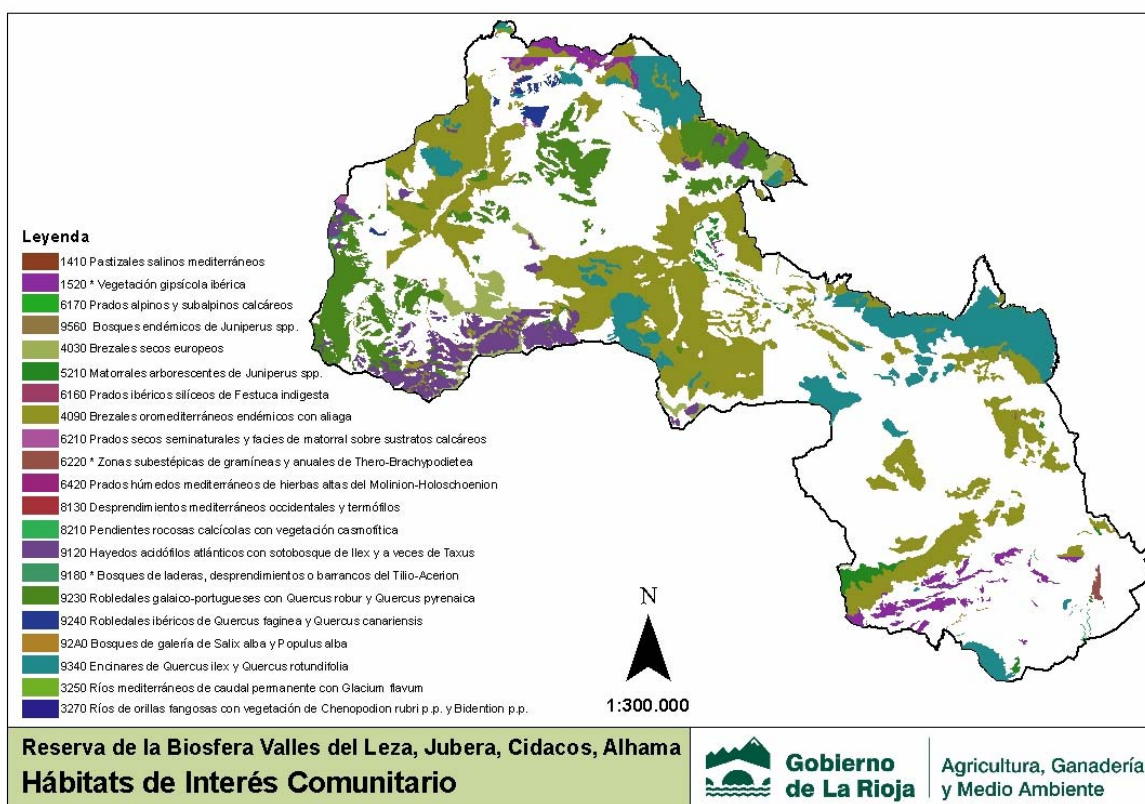 Leyenda
1410 Pastizales salinos mediterráneos
1520 * Vegetación gipsícola ibérica
6170 Prados alpinos y subalpinos calcáreos
9560 Bosques endémicos de Juniperus spp.
4030 Brezales secos europeos
5210 Matorrales arborescentes de Juniperus spp.
6160 Prados ibéricos silíceos de Festuca indigesta
4090 Brezales oromediterráneos endémicos con aliaga
6210 Prados secos seminaturales y facies de matorral sobre sustratos calcáreos
6220 * Zonas subestépicas de gramíneas y anuales de Thero-Brachypodietea
6420 Prados húmedos mediterráneos de hierbas altas del Molinion-Holoschoenion
8130 Desprendimientos mediterráneos occidentales y termófilos
8210 Pendientes rocosas calcícolas con vegetación casmofítica
9120 Hayedos acidófilos atlánticos con sotobosque de Ilex y a veces de Taxus
9180 * Bosques de laderas, desprendimientos o barrancos del Tilio-Acerion
9230 Robledales galaico-portugueses con Quercus robur y Quercus pyrenaica
9240 Robledales ibéricos de Quercus faginea y Quercus canariensis
92A0 Bosques de galería de Salix alba y Populus alba
9340 Encinares de Quercus ilex y Quercus rotundifolia
3250 Ríos mediterráneos de caudal permanente con Glacium flavum
3270 Ríos de orillas fangosas con vegetación de Chenopodion rubri p.p. y Bidention p.p.
N
1:300.000
Reserva de la Biosfera Valles del Leza, Jubera, Cidacos, Alhama
Hábitats de Interés Comunitario
Gobierno
de La Rioja
Agricultura, Ganadería
y Medio Ambiente